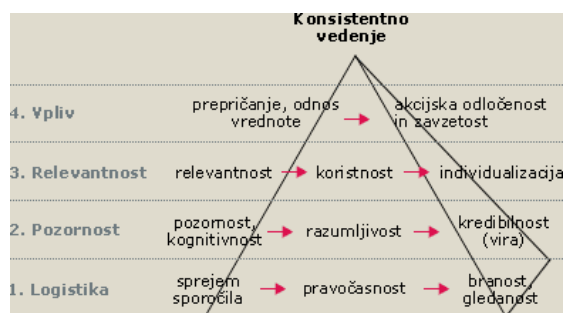 Konsistentno
vedenje
4. Vpliv
prepričanje, odnos
vrednote
akcijska odločenost
in zavzetost
3. Relevantnost
relevantnost
koristnost
individualizacija
2. Pozornost
pozornost,
kognitivnost
razumljivost
kredibilnost
(vira)
1. Logistika
sprejem
sporočila
pravočasnost
branost,
gledanost